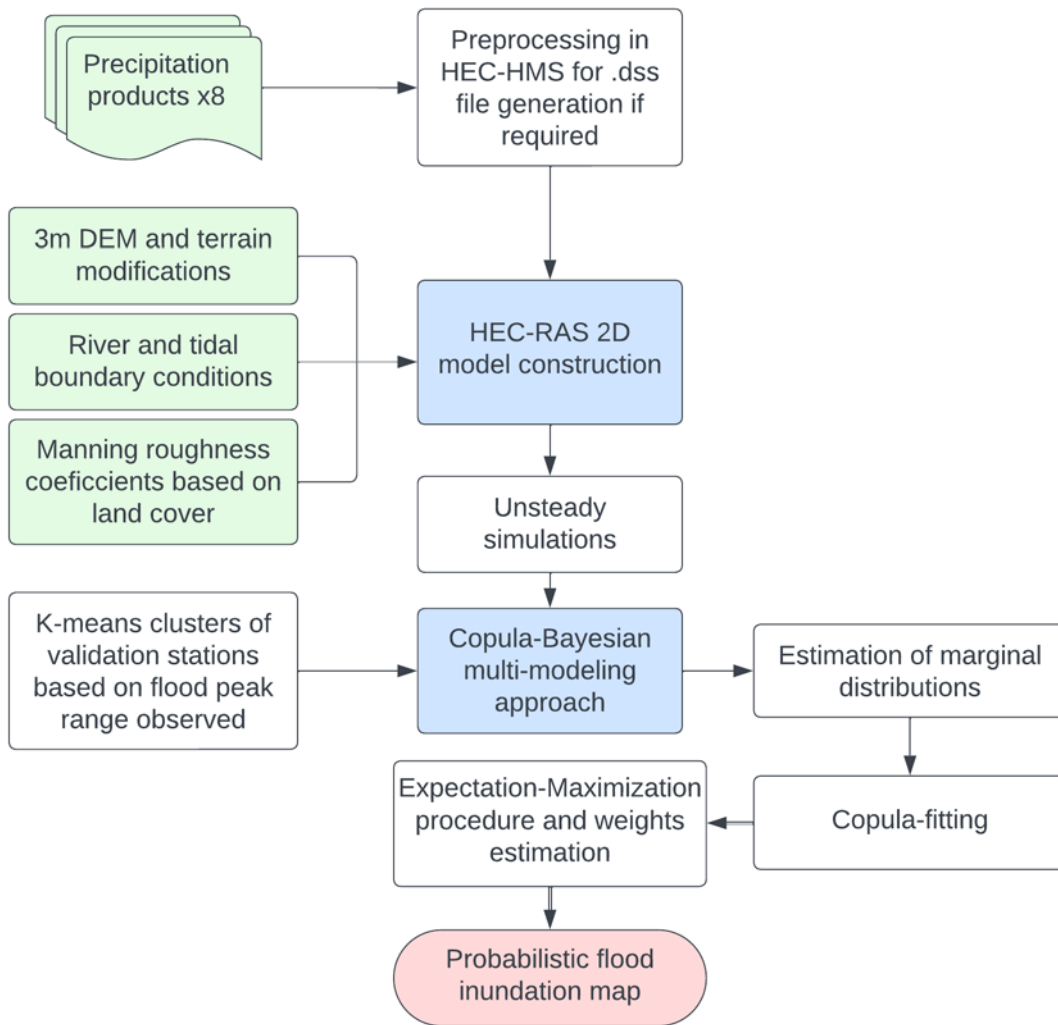 Precipitation
products x8
Preprocessing in
HEC-HMS for .dss
file generation if
required
3m DEM and terrain
modifications
River and tidal
boundary conditions
Manning roughness
coeficcients based on
land cover
HEC-RAS 2D
model construction
Unsteady
simulations
K-means clusters of
validation stations
based on flood peak
range observed
Copula-Bayesian
multi-modeling
approach
Estimation of marginal
distributions
Copula-fitting
Expectation-Maximization
procedure and weights
estimation
Probabilistic flood
inundation map